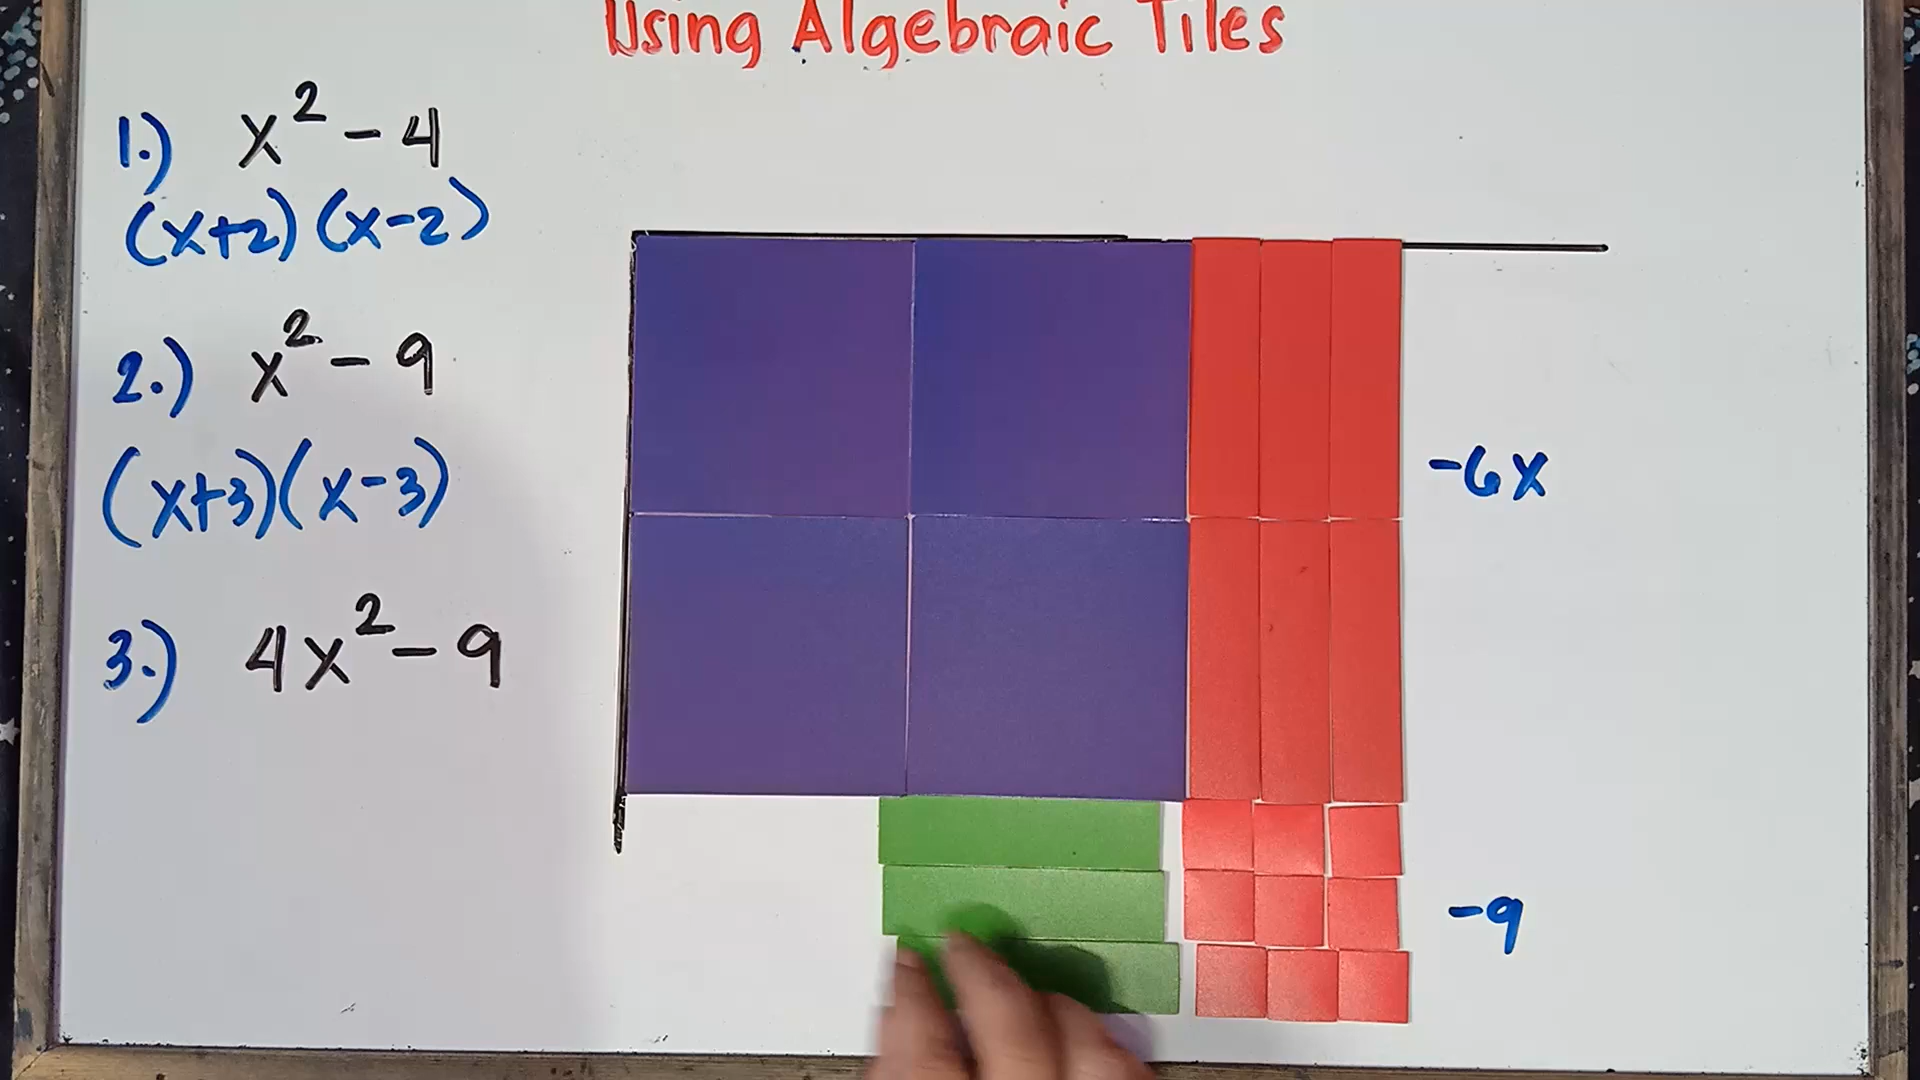 Using Algebraic Tiles
1.) x² - 4
(x+2)(x-2)
2.) x² - 9
(x+3)(x-3)
3.) 4x² - 9
-6x
-9